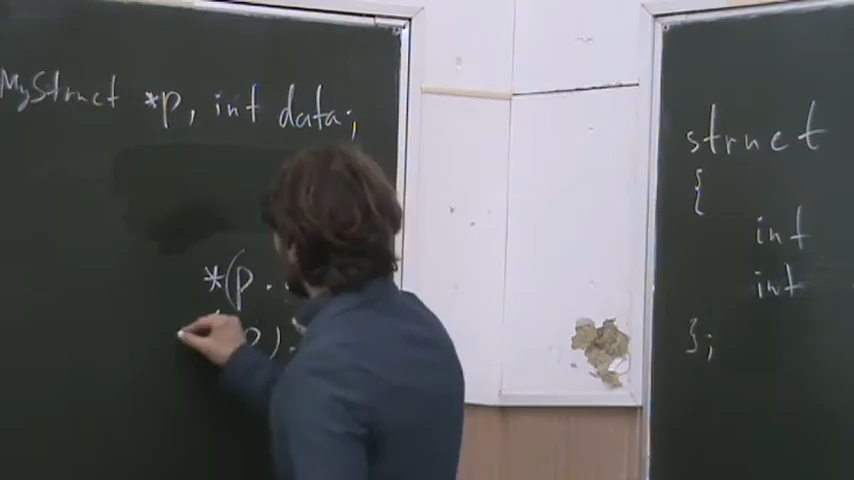 MyStruct *p, int data;
*(p.
p).
struct
{
int
int
};